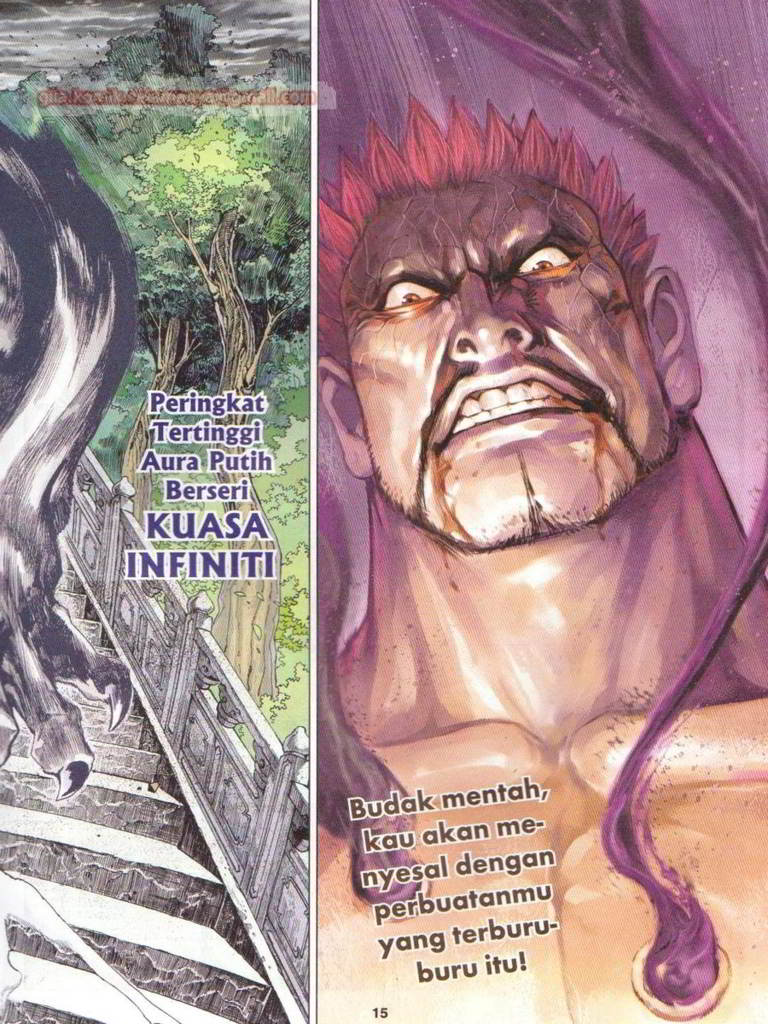 Peringkat
Tertinggi
Aura Putih
Berseri
KUASA
INFINITI
Budak mentah,
kau akan me-
nyesal dengan
perbuatanmu
yang terburu-
buru itu!
15